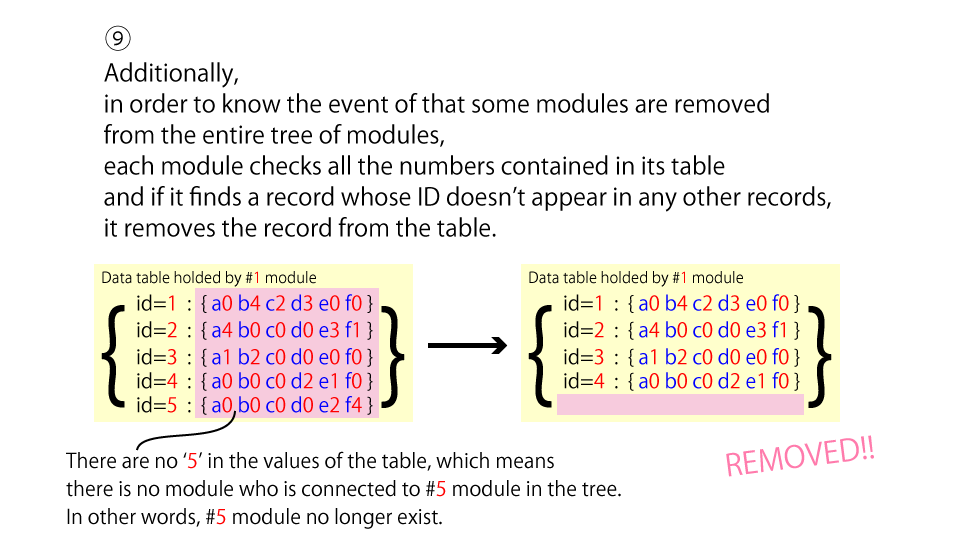 ⑨
Additionally,
in order to know the event of that some modules are removed
from the entire tree of modules,
each module checks all the numbers contained in its table
and if it finds a record whose ID doesn't appear in any other records,
it removes the record from the table.
Data table holded by #1 module
id=1 : { a0 b4 c2 d3 e0 f0 }
id=2 : { a4 b0 c0 d0 e3 f1 }
id=3 : { a1 b2 c0 d0 e0 f0 }
id=4 : { a0 b0 c0 d2 e1 f0 }
id=5 : { a0 b0 c0 d0 e2 f4 }
Data table holded by #1 module
id=1 : { a0 b4 c2 d3 e0 f0 }
id=2 : { a4 b0 c0 d0 e3 f1 }
id=3 : { a1 b2 c0 d0 e0 f0 }
id=4 : { a0 b0 c0 d2 e1 f0 }
REMOVED!!
There are no '5' in the values of the table, which means
there is no module who is connected to #5 module in the tree.
In other words, #5 module no longer exist.